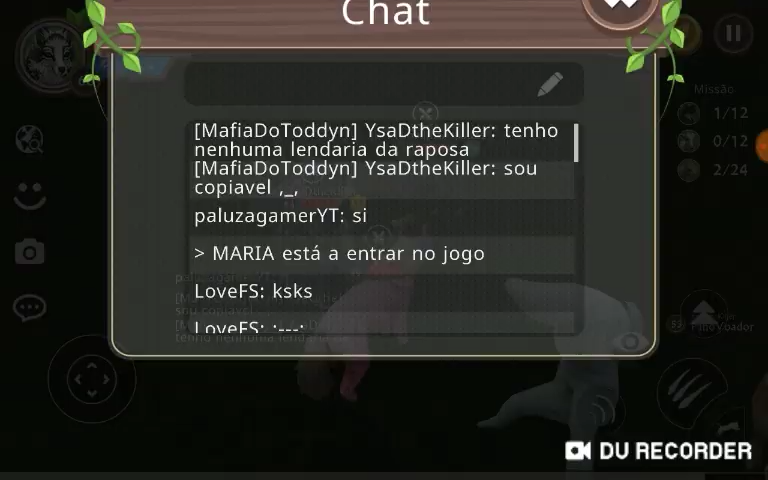 Chat
[MafiaDoToddyn] YsaDtheKiller: tenho
nenhuma lendaria da raposa
[MafiaDoToddyn] YsaDtheKiller: sou
copiavel ,_,
paluzagamerYT: si
> MARIA está a entrar no jogo
LoveFS: ksks
LoveFS: :---:
Missão
1/12
0/12
2/24
DU RECORDER